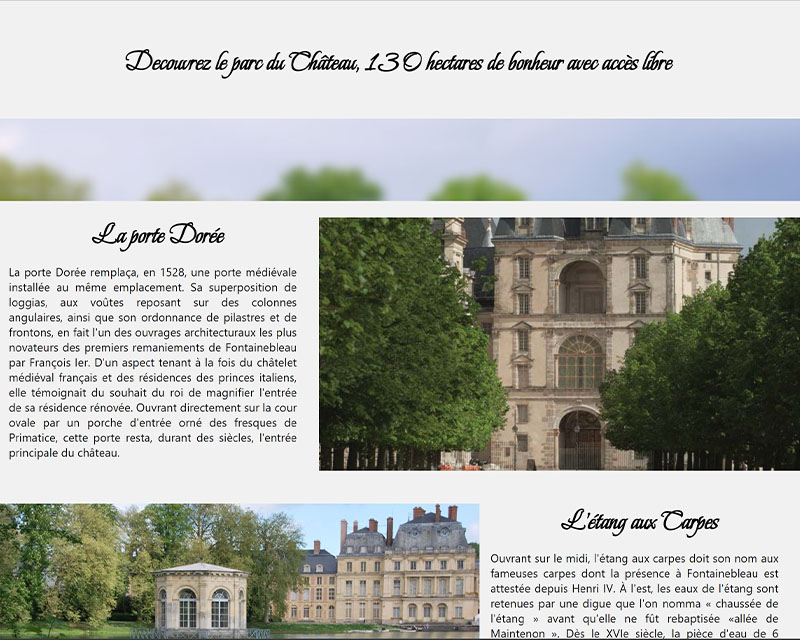 Decouvrez le parc du Château, 130 hectares de bonheur avec accès libre
La porte Dorée
La porte Dorée remplaça, en 1528, une porte médiévale
installée au même emplacement. Sa superposition de
loggias, aux voûtes reposant sur des colonnes
angulaires, ainsi que son ordonnance de pilastres et de
frontons, en fait l'un des ouvrages architecturaux les plus
novateurs des premiers remaniements de Fontainebleau
par François Ier. D'un aspect tenant à la fois du châtelet
médiéval français et des résidences des princes italiens,
elle témoignait du souhait du roi de magnifier l'entrée
de sa résidence rénovée. Ouvrant directement sur la cour
ovale par un porche d'entrée orné des fresques de
Primatice, cette porte resta, durant des siècles, l'entrée
principale du château.
L'étang aux Carpes
Ouvrant sur le midi, l'étang aux carpes doit son nom aux
fameuses carpes dont la présence à Fontainebleau est
attestée depuis Henri IV. À l'est, les eaux de l'étang sont
retenues par une digue que l'on nomma « chaussée de
l'étang » avant qu'elle ne fût rebaptisée «allée de
Maintenon ». Dès le XVIe siècle, la pièce d'eau de 6